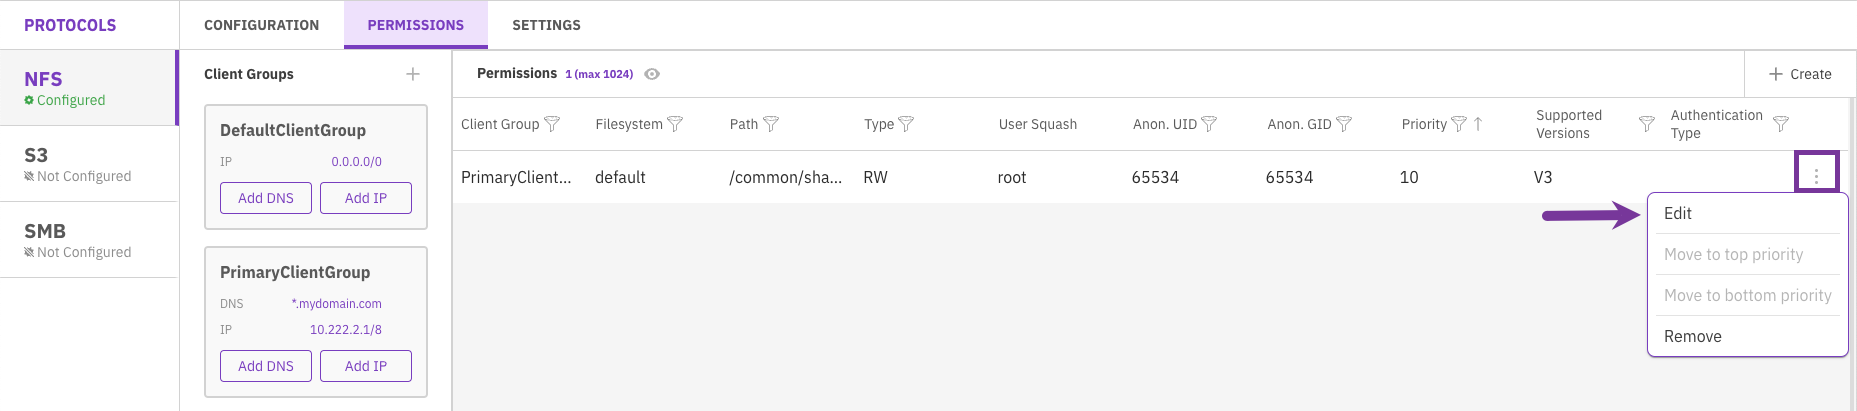 PROTOCOLS
CONFIGURATION
PERMISSIONS
SETTINGS
NFS
Configured
S3
Not Configured
SMB
Not Configured
Client Groups
DefaultClientGroup
IP 0.0.0.0/0
Add DNS Add IP
PrimaryClientGroup
DNS *.mydomain.com
IP 10.222.2.1/8
Add DNS Add IP
Permissions 1 (max 1024)
+ Create
Client Group Filesystem Path Type User Squash Anon. UID Anon. GID Priority ↑ Supported Versions Authentication Type
PrimaryClient... default /common/sha... RW root 65534 65534 10 V3
Edit
Move to top priority
Move to bottom priority
Remove